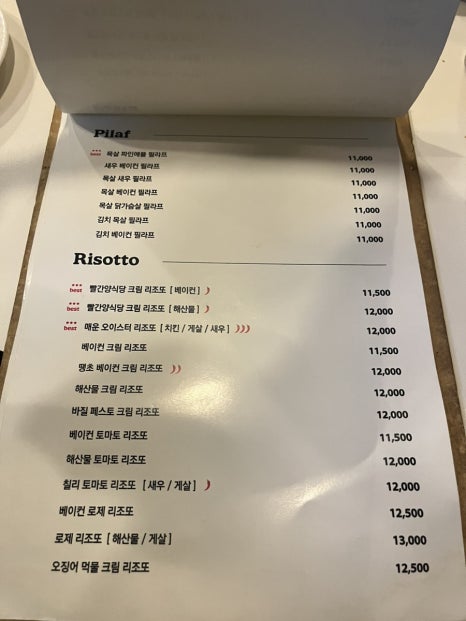 Pilaf
best 목살 파인애플 필라프 11,000
새우 베이컨 필라프 11,000
목살 새우 필라프 11,000
목살 베이컨 필라프 11,000
목살 닭가슴살 필라프 11,000
김치 목살 필라프 11,000
김치 베이컨 필라프 11,000
Risotto
best 빨간양식당 크림 리조또 [ 베이컨 ] 11,500
best 빨간양식당 크림 리조또 [ 해산물 ] 12,000
best 매운 오이스터 리조또 [ 치킨 / 게살 / 새우 ] 12,000
베이컨 크림 리조또 11,500
땡초 베이컨 크림 리조또 12,000
해산물 크림 리조또 12,000
바질 페스토 크림 리조또 12,000
베이컨 토마토 리조또 11,500
해산물 토마토 리조또 12,000
칠리 토마토 리조또 [ 새우 / 게살 ] 12,000
베이컨 로제 리조또 12,500
로제 리조또 [ 해산물 / 게살 ] 13,000
오징어 먹물 크림 리조또 12,500